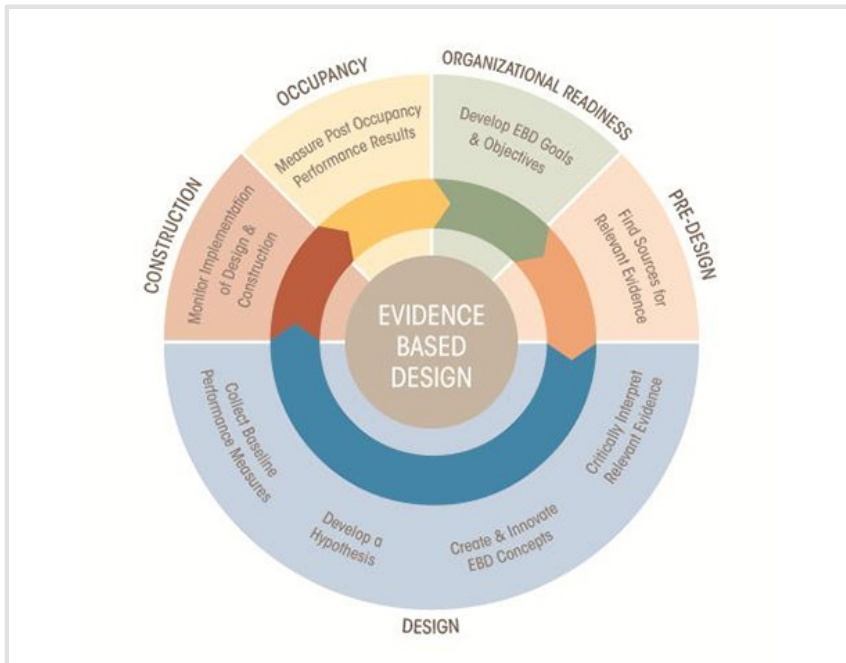 ORGANIZATIONAL READINESS
Develop EBD Goals
& Objectives
PRE-DESIGN
Find Sources for
Relevant Evidence
DESIGN
Critically Interpret
Relevant Evidence
Create & Innovate
EBD Concepts
Develop a
Hypothesis
Collect Baseline
Performance Measures
CONSTRUCTION
Monitor Implementation
of Design &
Construction
OCCUPANCY
Measure Post Occupancy
Performance Results
EVIDENCE
BASED
DESIGN